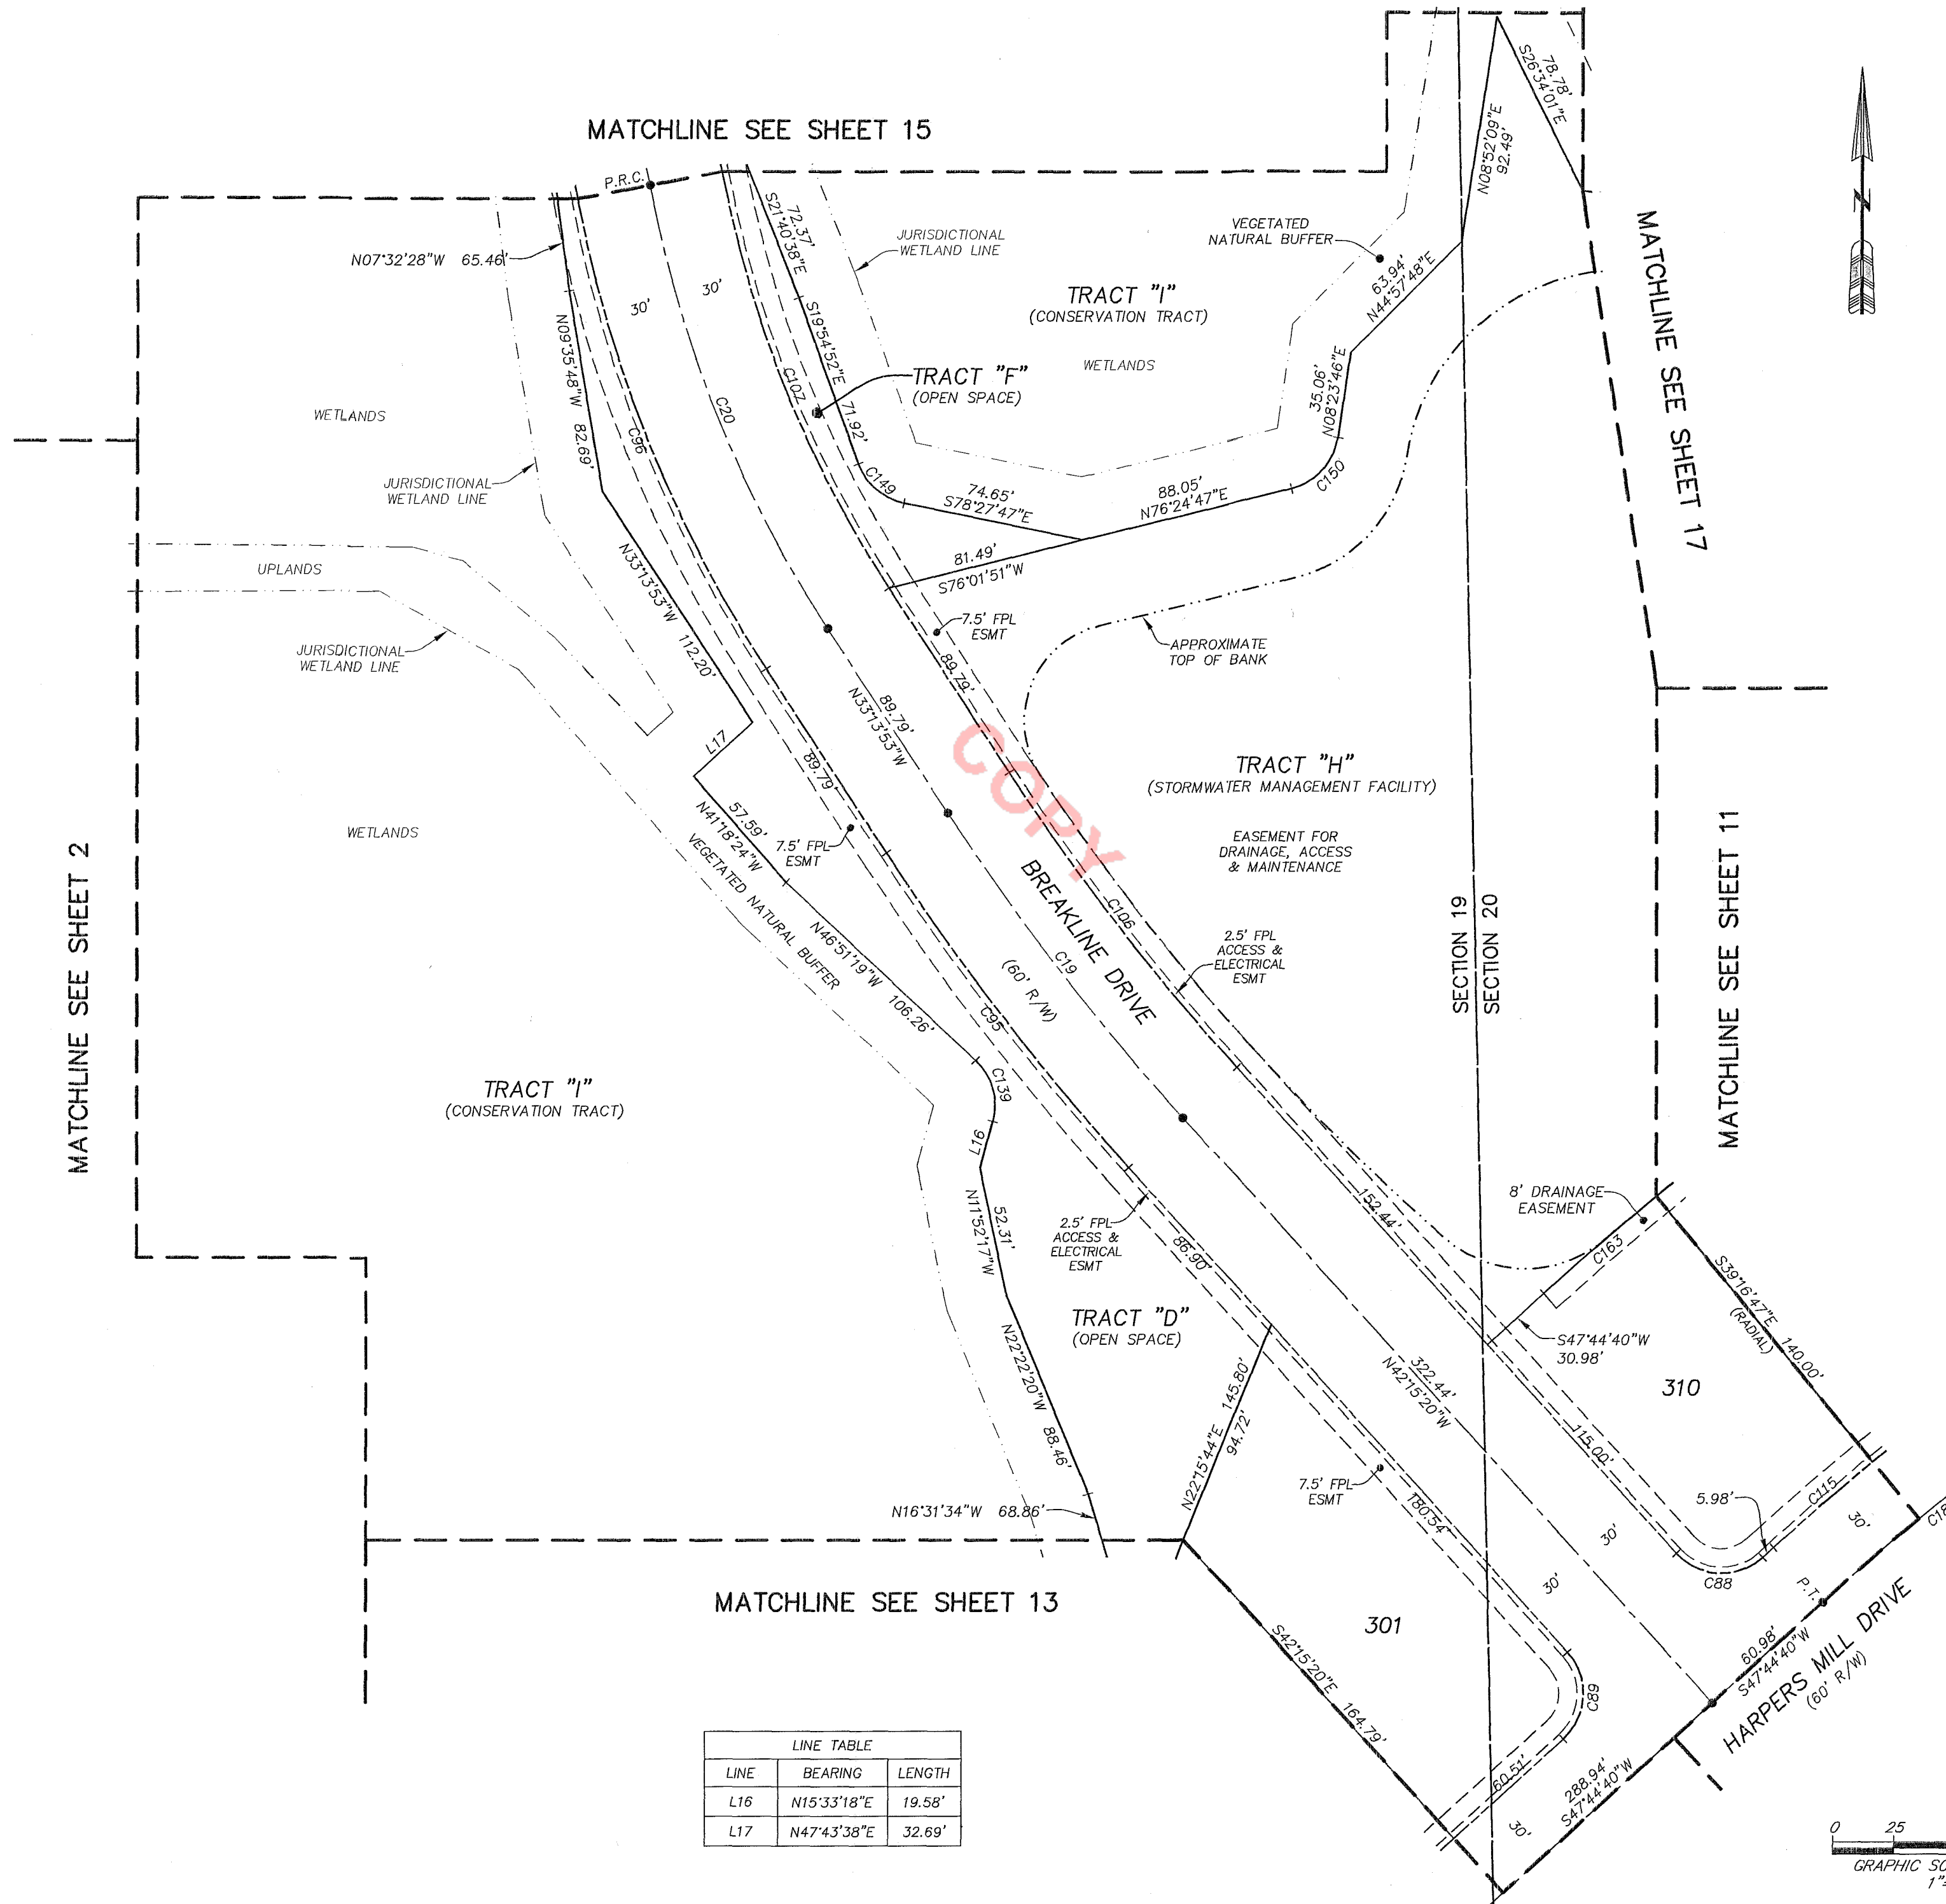 MATCHLINE SEE SHEET 15
P.R.C.
N07°32'28"W 65.46'
30'
30'
72.37'
S21°40'38"E
JURISDICTIONAL
WETLAND LINE
VEGETATED
NATURAL BUFFER
78.78'
S26°34'01"E
N08°52'09"E
92.49'
N
MATCHLINE SEE SHEET 17
TRACT "I"
(CONSERVATION TRACT)
WETLANDS
63.94'
N44°57'48"E
N09°35'48"W 82.69'
S19°54'52"E 71.92'
TRACT "F"
(OPEN SPACE)
35.06'
N08°23'46"E
WETLANDS
C96
C20
C107
C149
74.65'
S78°27'47"E
88.05'
N76°24'47"E
C150
JURISDICTIONAL
WETLAND LINE
81.49'
S76°01'51"W
UPLANDS
N33°13'53"W 112.20'
7.5' FPL
ESMT
APPROXIMATE
TOP OF BANK
JURISDICTIONAL
WETLAND LINE
89.79'
89.79'
N33°13'53"W
L17
89.79'
COPY
TRACT "H"
(STORMWATER MANAGEMENT FACILITY)
EASEMENT FOR
DRAINAGE, ACCESS
& MAINTENANCE
WETLANDS
57.59'
N41°18'24"W
7.5' FPL
ESMT
VEGETATED NATURAL BUFFER
N46°51'19"W 106.26'
BREAKLINE DRIVE
(60' R/W)
C19
C106
C95
2.5' FPL
ACCESS &
ELECTRICAL
ESMT
SECTION 19
SECTION 20
MATCHLINE SEE SHEET 2
MATCHLINE SEE SHEET 11
TRACT "I"
(CONSERVATION TRACT)
C139
L16
52.31'
N11°52'17"W
2.5' FPL
ACCESS &
ELECTRICAL
ESMT
86.90'
152.44'
8' DRAINAGE
EASEMENT
C163
S39°16'47"E 140.00'
(RADIAL)
TRACT "D"
(OPEN SPACE)
N22°22'20"W 88.46'
S47°44'40"W
30.98'
310
322.44'
N42°15'20"W
N22°15'44"E 145.80'
94.72'
115.00'
7.5' FPL
ESMT
180.54'
N16°31'34"W 68.86'
5.98'
C115
30'
C18
30'
30'
C88
P.T.
MATCHLINE SEE SHEET 13
301
S42°15'20"E 164.79'
C89
60.98'
S47°44'40"W
HARPERS MILL DRIVE
(60' R/W)
60.51'
288.94'
S47°44'40"W
30'
LINE TABLE
LINE BEARING LENGTH
L16 N15°33'18"E 19.58'
L17 N47°43'38"E 32.69'
0 25
GRAPHIC SC
1"=